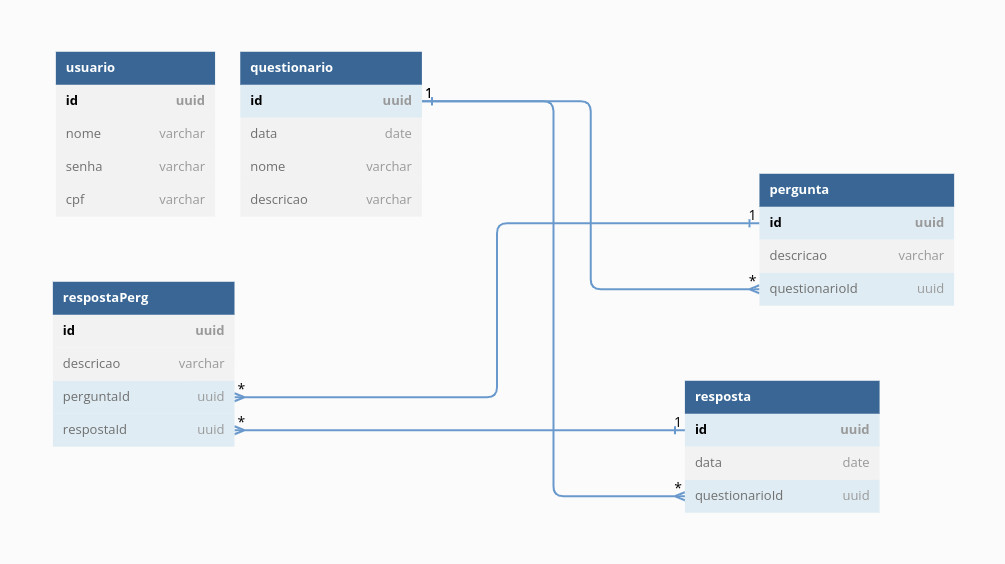 usuario
id uuid
nome varchar
senha varchar
cpf varchar
questionario
id uuid
data date
nome varchar
descricao varchar
1
pergunta
1
id uuid
descricao varchar
*
questionarioId uuid
respostaPerg
id uuid
descricao varchar
perguntaId uuid
*
respostaId uuid
*
resposta
1
id uuid
data date
*
questionarioId uuid